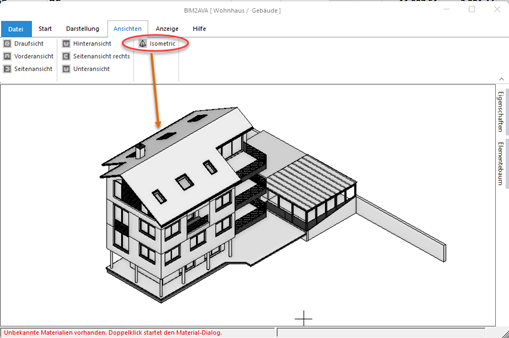 BIM2AVA [ Wohnhaus / Gebäude ]
Datei Start Darstellung Ansichten Anzeige Hilfe
Draufsicht Hinteransicht Isometric
Vorderansicht Seitenansicht rechts
Seitenansicht Unteransicht
Eigenschaften
Elementebaum
Unbekannte Materialien vorhanden. Doppelklick startet den Material-Dialog.